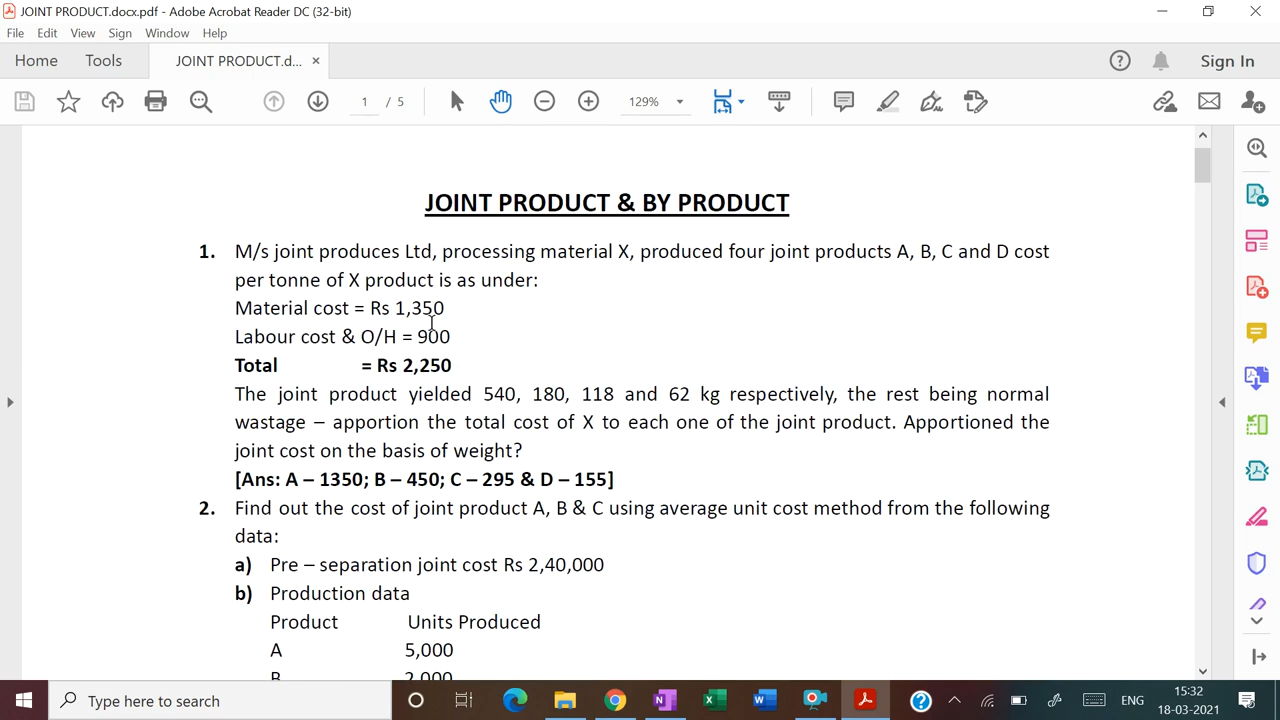 JOINT PRODUCT.docx.pdf - Adobe Acrobat Reader DC (32-bit)
File Edit View Sign Window Help
Home Tools JOINT PRODUCT.d... × Sign In
1 / 5 129%
JOINT PRODUCT & BY PRODUCT
1. M/s joint produces Ltd, processing material X, produced four joint products A, B, C and D cost
per tonne of X product is as under:
Material cost = Rs 1,350
Labour cost & O/H = 900
Total = Rs 2,250
The joint product yielded 540, 180, 118 and 62 kg respectively, the rest being normal
wastage – apportion the total cost of X to each one of the joint product. Apportioned the
joint cost on the basis of weight?
[Ans: A – 1350; B – 450; C – 295 & D – 155]
2. Find out the cost of joint product A, B & C using average unit cost method from the following
data:
a) Pre – separation joint cost Rs 2,40,000
b) Production data
Product Units Produced
A 5,000
B 2,000
Type here to search
ENG
15:32
18-03-2021